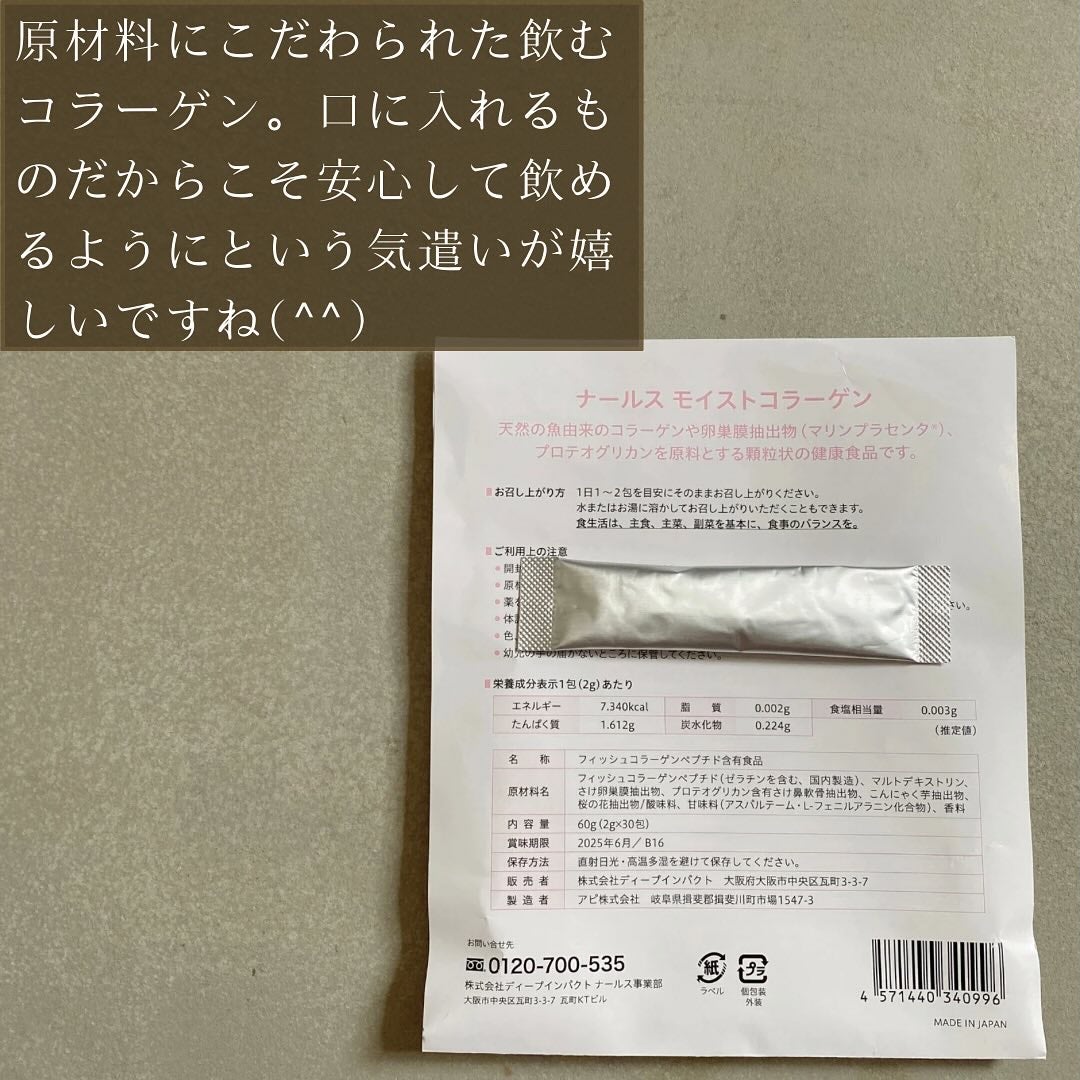 原材料にこだわられた飲む
コラーゲン。口に入れるも
のだからこそ安心して飲め
るようにという気遣いが嬉
しいですね(^^)
ナールス モイストコラーゲン
天然の魚由来のコラーゲンや卵巣膜抽出物(マリンプラセンタ®)、
プロテオグリカンを原料とする顆粒状の健康食品です。
お召し上がり方 1日1~2包を目安にそのままお召し上がりください。
水またはお湯に溶かしてお召し上がりいただくこともできます。
食生活は、主食、主菜、副菜を基本に、食事のバランスを。
ご利用上の注意
開封
原材
薬を さい。
体調
色、
幼児の手の届かないところに保管してください。
栄養成分表示1包(2g)あたり
エネルギー 7.340kcal 脂質 0.002g 食塩相当量 0.003g
たんぱく質 1.612g 炭水化物 0.224g (推定値)
名称 フィッシュコラーゲンペプチド含有食品
原材料名 フィッシュコラーゲンペプチド(ゼラチンを含む、国内製造)、マルトデキストリン、
さけ卵巣膜抽出物、プロテオグリカン含有さけ鼻軟骨抽出物、こんにゃく芋抽出物、
桜の花抽出物/酸味料、甘味料(アスパルテーム・L-フェニルアラニン化合物)、香料
内容量 60g(2g×30包)
賞味期限 2025年6月/B16
保存方法 直射日光・高温多湿を避けて保存してください。
販売者 株式会社ディープインパクト 大阪府大阪市中央区瓦町3-3-7
製造者 アピ株式会社 岐阜県揖斐郡揖斐川町市場1547-3
お問い合せ先
0120-700-535
株式会社ディープインパクト ナールス事業部
大阪市中央区瓦町3-3-7 瓦町KTビル
紙
ラベル
プラ
個包装
外装
4 571440 340996
MADE IN JAPAN